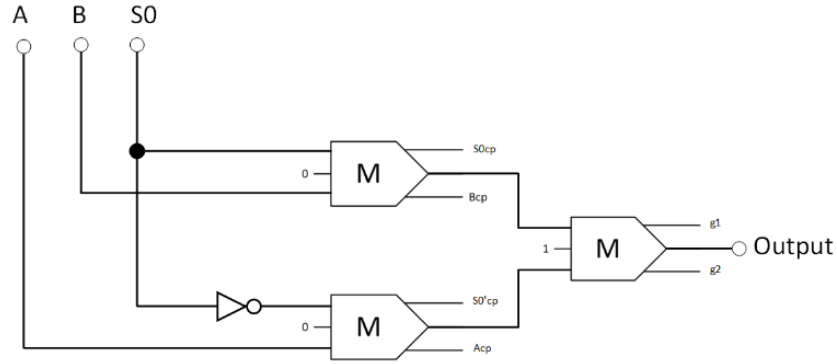 A B S0
S0cp
0 M
Bcp
g1
1 M Output
g2
S0'cp
0 M
Acp